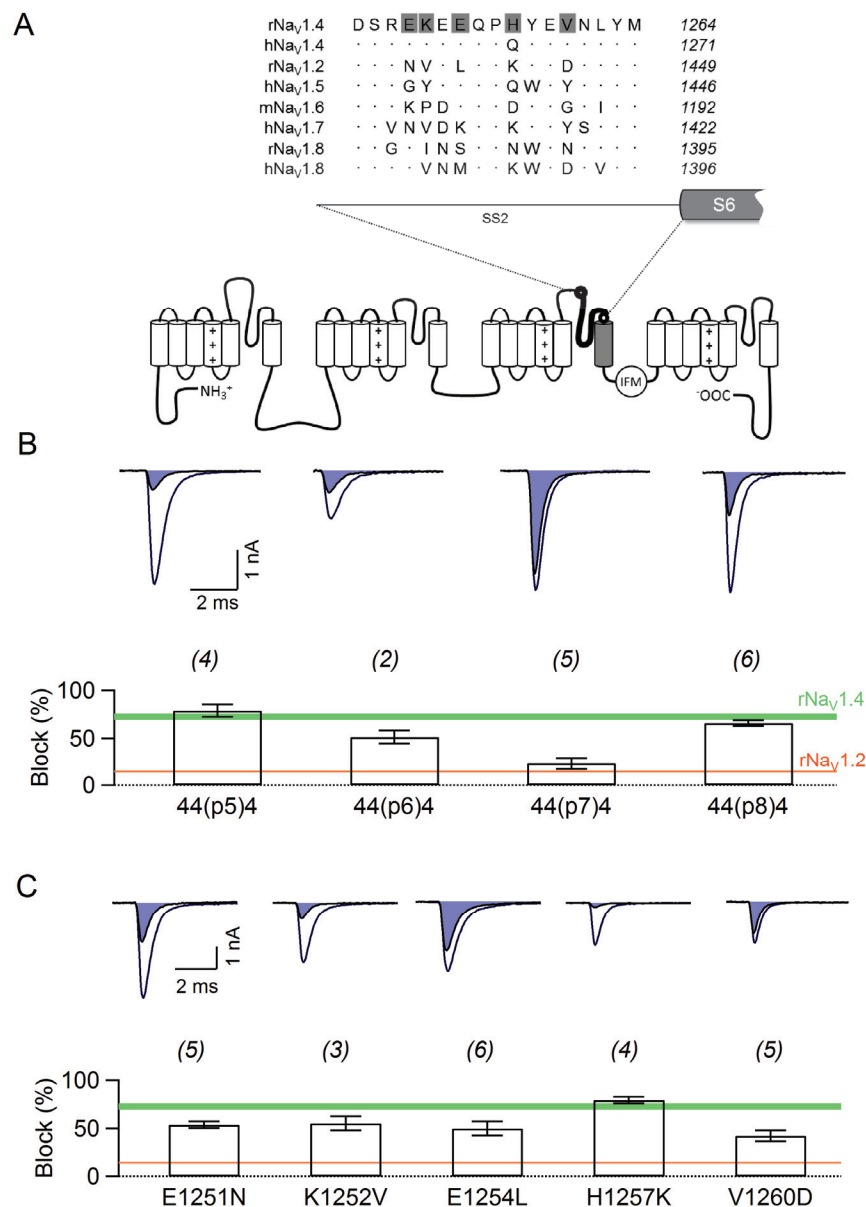 A
rNaV1.4 D S R E K E E Q P H Y E V N L Y M 1264
hNaV1.4 · · · · · · · · · Q · · · · · · · 1271
rNaV1.2 · · · N V · L · · K · · D · · · · 1449
hNaV1.5 · · · G Y · · · · Q W · Y · · · · 1446
mNaV1.6 · · · K P D · · · D · · G · I · · 1192
hNaV1.7 · · V N V D K · · K · · Y S · · · 1422
rNaV1.8 · · G · I N S · · N W · N · · · · 1395
hNaV1.8 · · · · V N M · · K W · D · V · · 1396
SS2
S6
+ + + +
+ + + +
+ + + +
NH3+
IFM
-OOC
B
1 nA
2 ms
(4) (2) (5) (6)
Block (%)
100
50
0
rNaV1.4
rNaV1.2
44(p5)4 44(p6)4 44(p7)4 44(p8)4
C
1 nA
2 ms
(5) (3) (6) (4) (5)
Block (%)
100
50
0
E1251N K1252V E1254L H1257K V1260D